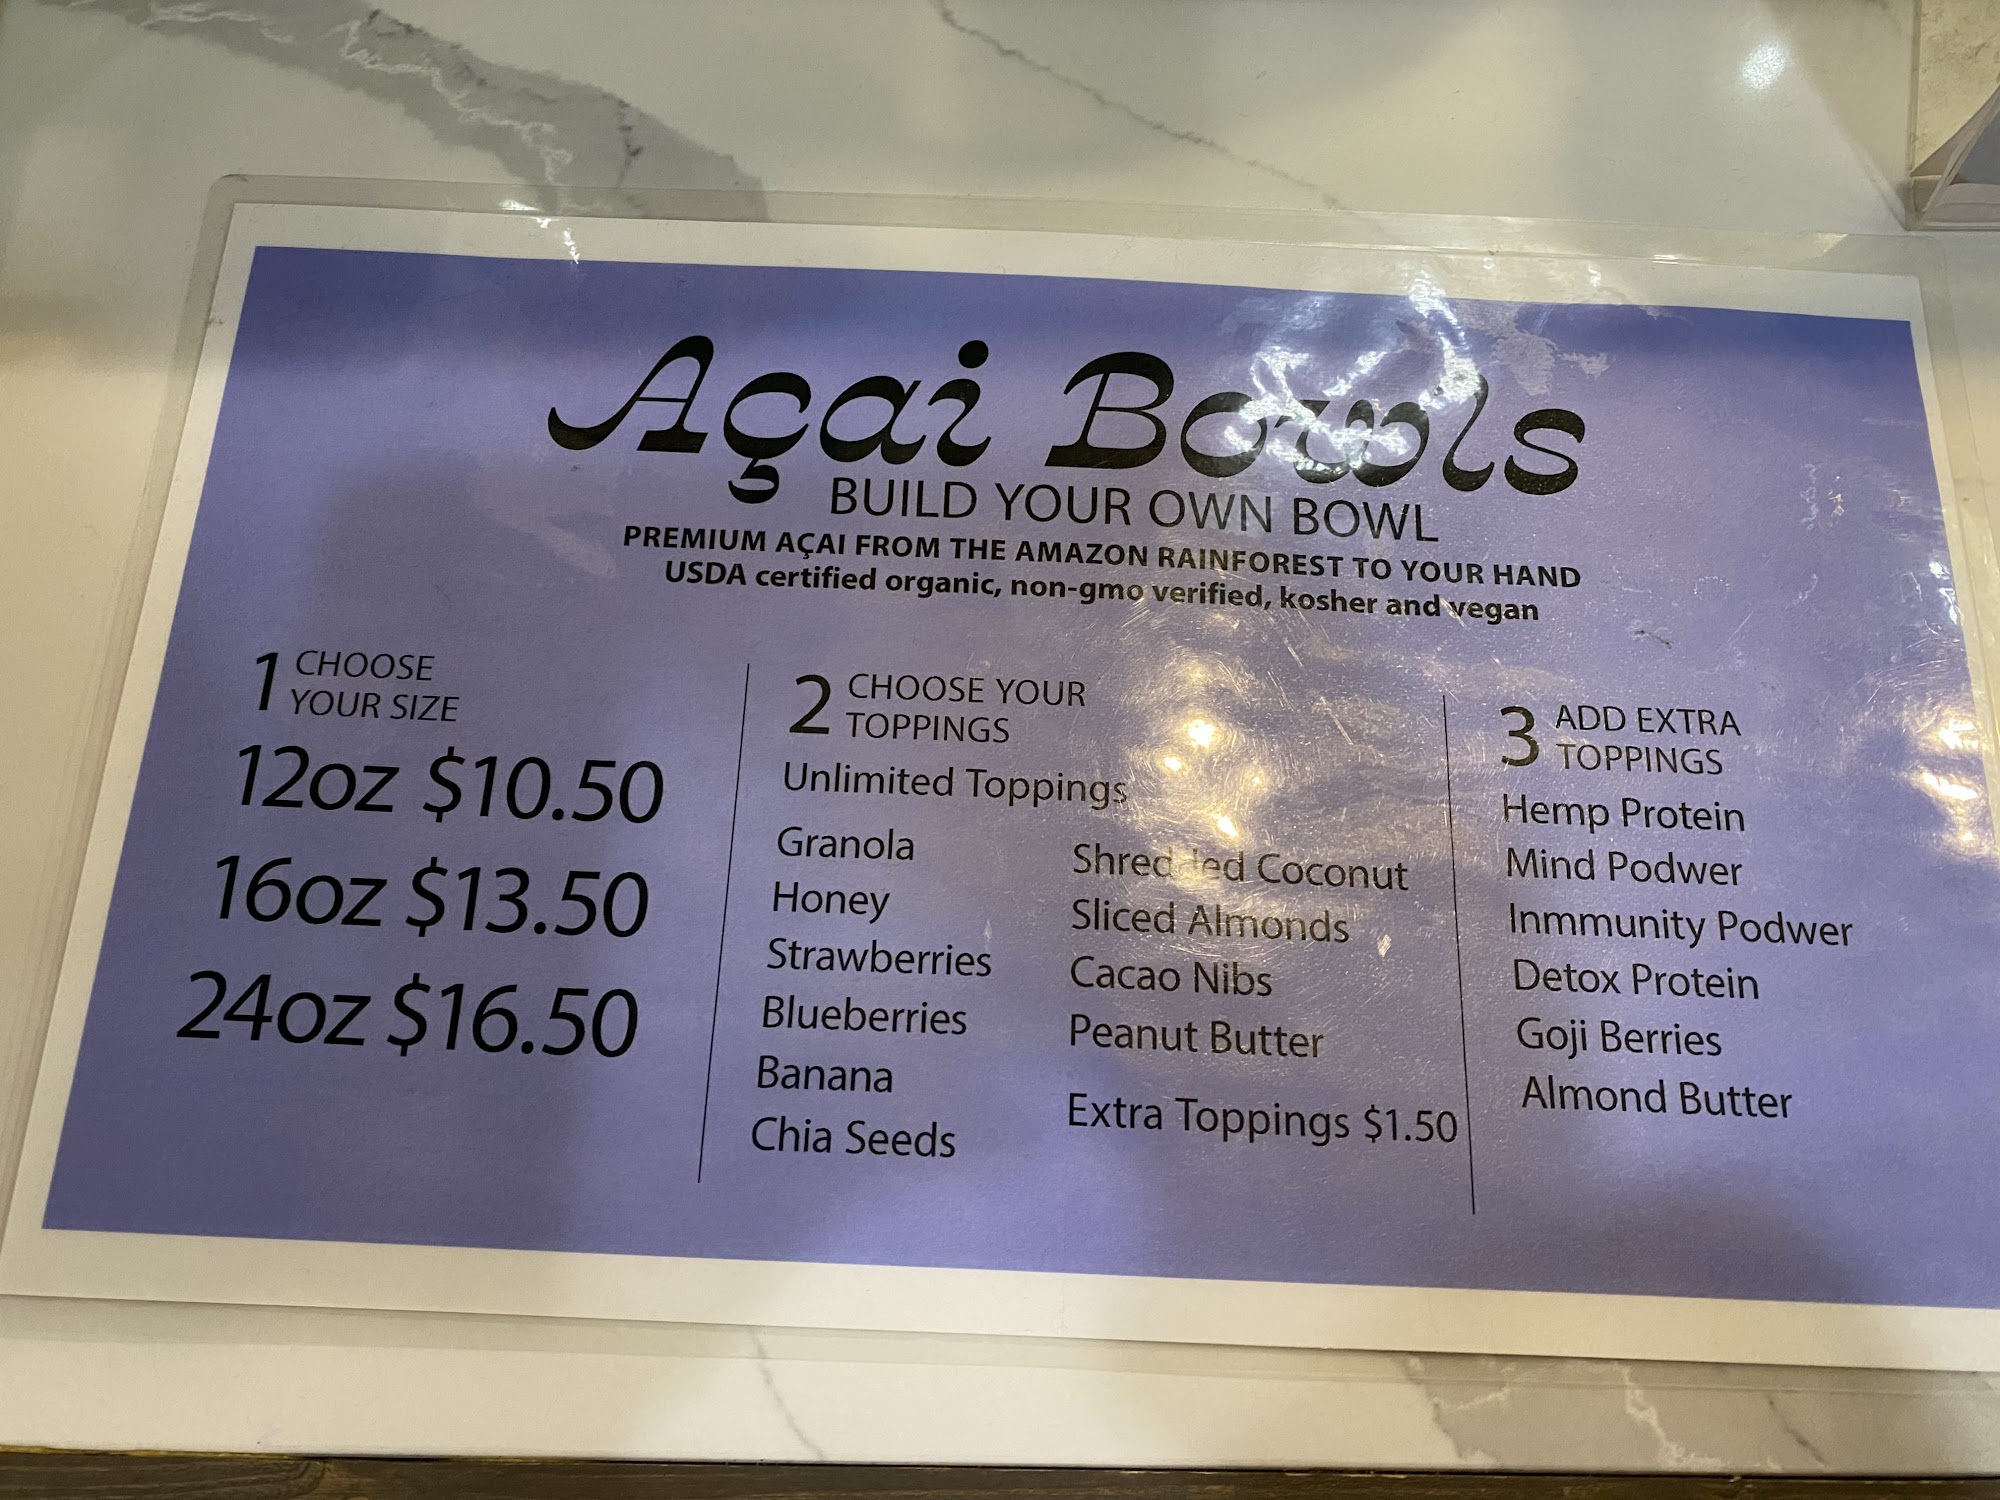 Açai Bowls
BUILD YOUR OWN BOWL
PREMIUM AÇAI FROM THE AMAZON RAINFOREST TO YOUR HAND
USDA certified organic, non-gmo verified, kosher and vegan
1 CHOOSE
YOUR SIZE
12oz $10.50
16oz $13.50
24oz $16.50
2 CHOOSE YOUR
TOPPINGS
Unlimited Toppings
Granola
Honey
Strawberries
Blueberries
Banana
Chia Seeds
Shredded Coconut
Sliced Almonds
Cacao Nibs
Peanut Butter
Extra Toppings $1.50
3 ADD EXTRA
TOPPINGS
Hemp Protein
Mind Podwer
Inmmunity Podwer
Detox Protein
Goji Berries
Almond Butter